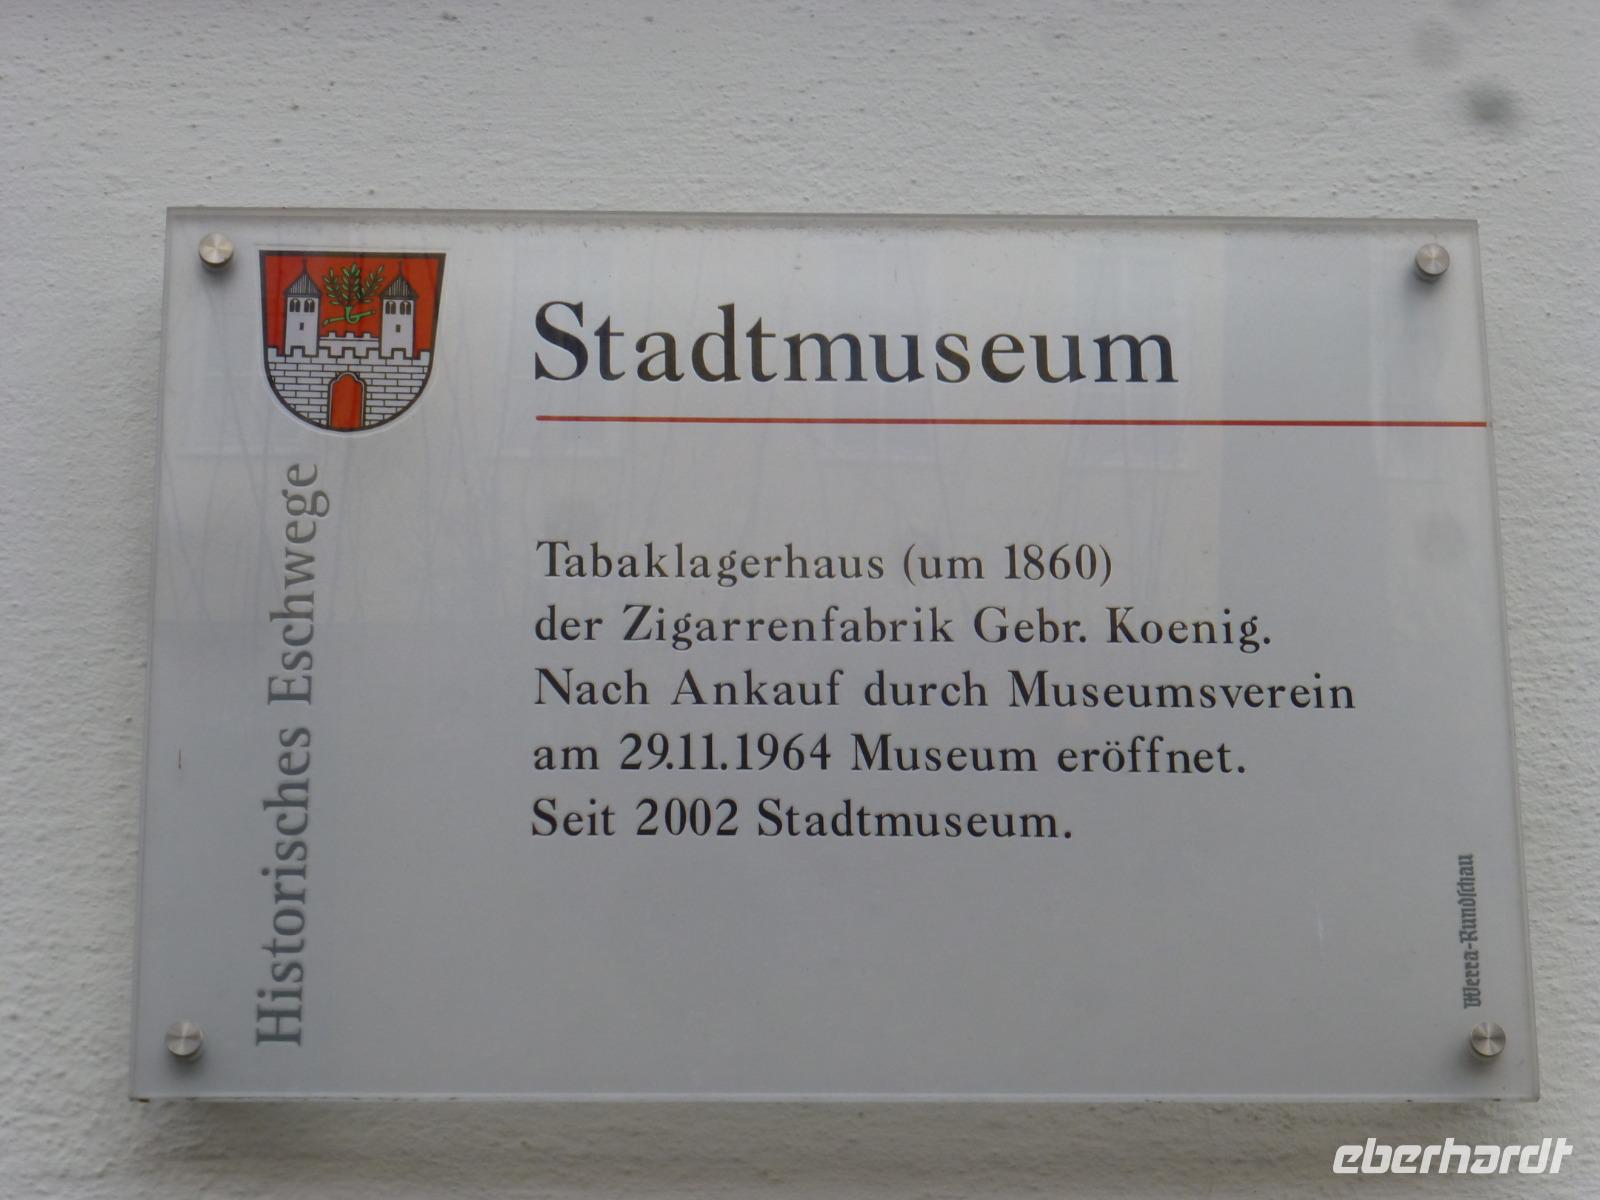 Stadtmuseum
Historisches Eschwege
Tabaklagerhaus (um 1860)
der Zigarrenfabrik Gebr. Koenig.
Nach Ankauf durch Museumsverein
am 29.11.1964 Museum eröffnet.
Seit 2002 Stadtmuseum.
Werra-Rundschau
eberhardt